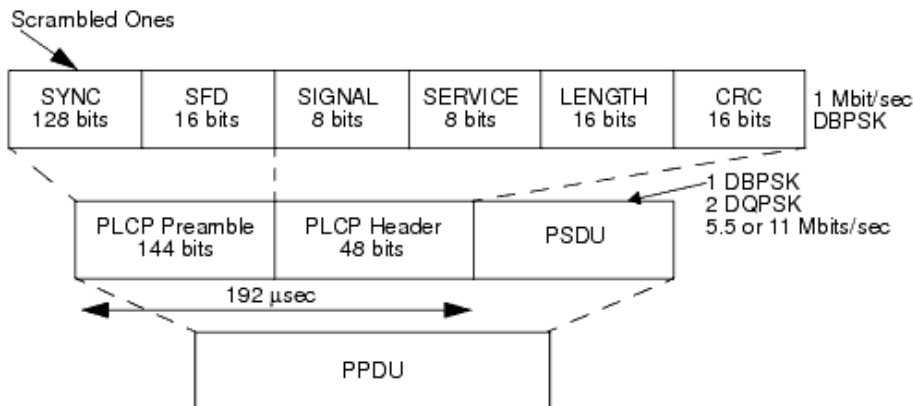 Scrambled Ones
SYNC
128 bits
SFD
16 bits
SIGNAL
8 bits
SERVICE
8 bits
LENGTH
16 bits
CRC
16 bits
1 Mbit/sec
DBPSK
PLCP Preamble
144 bits
PLCP Header
48 bits
PSDU
1 DBPSK
2 DQPSK
5.5 or 11 Mbits/sec
192 μsec
PPDU